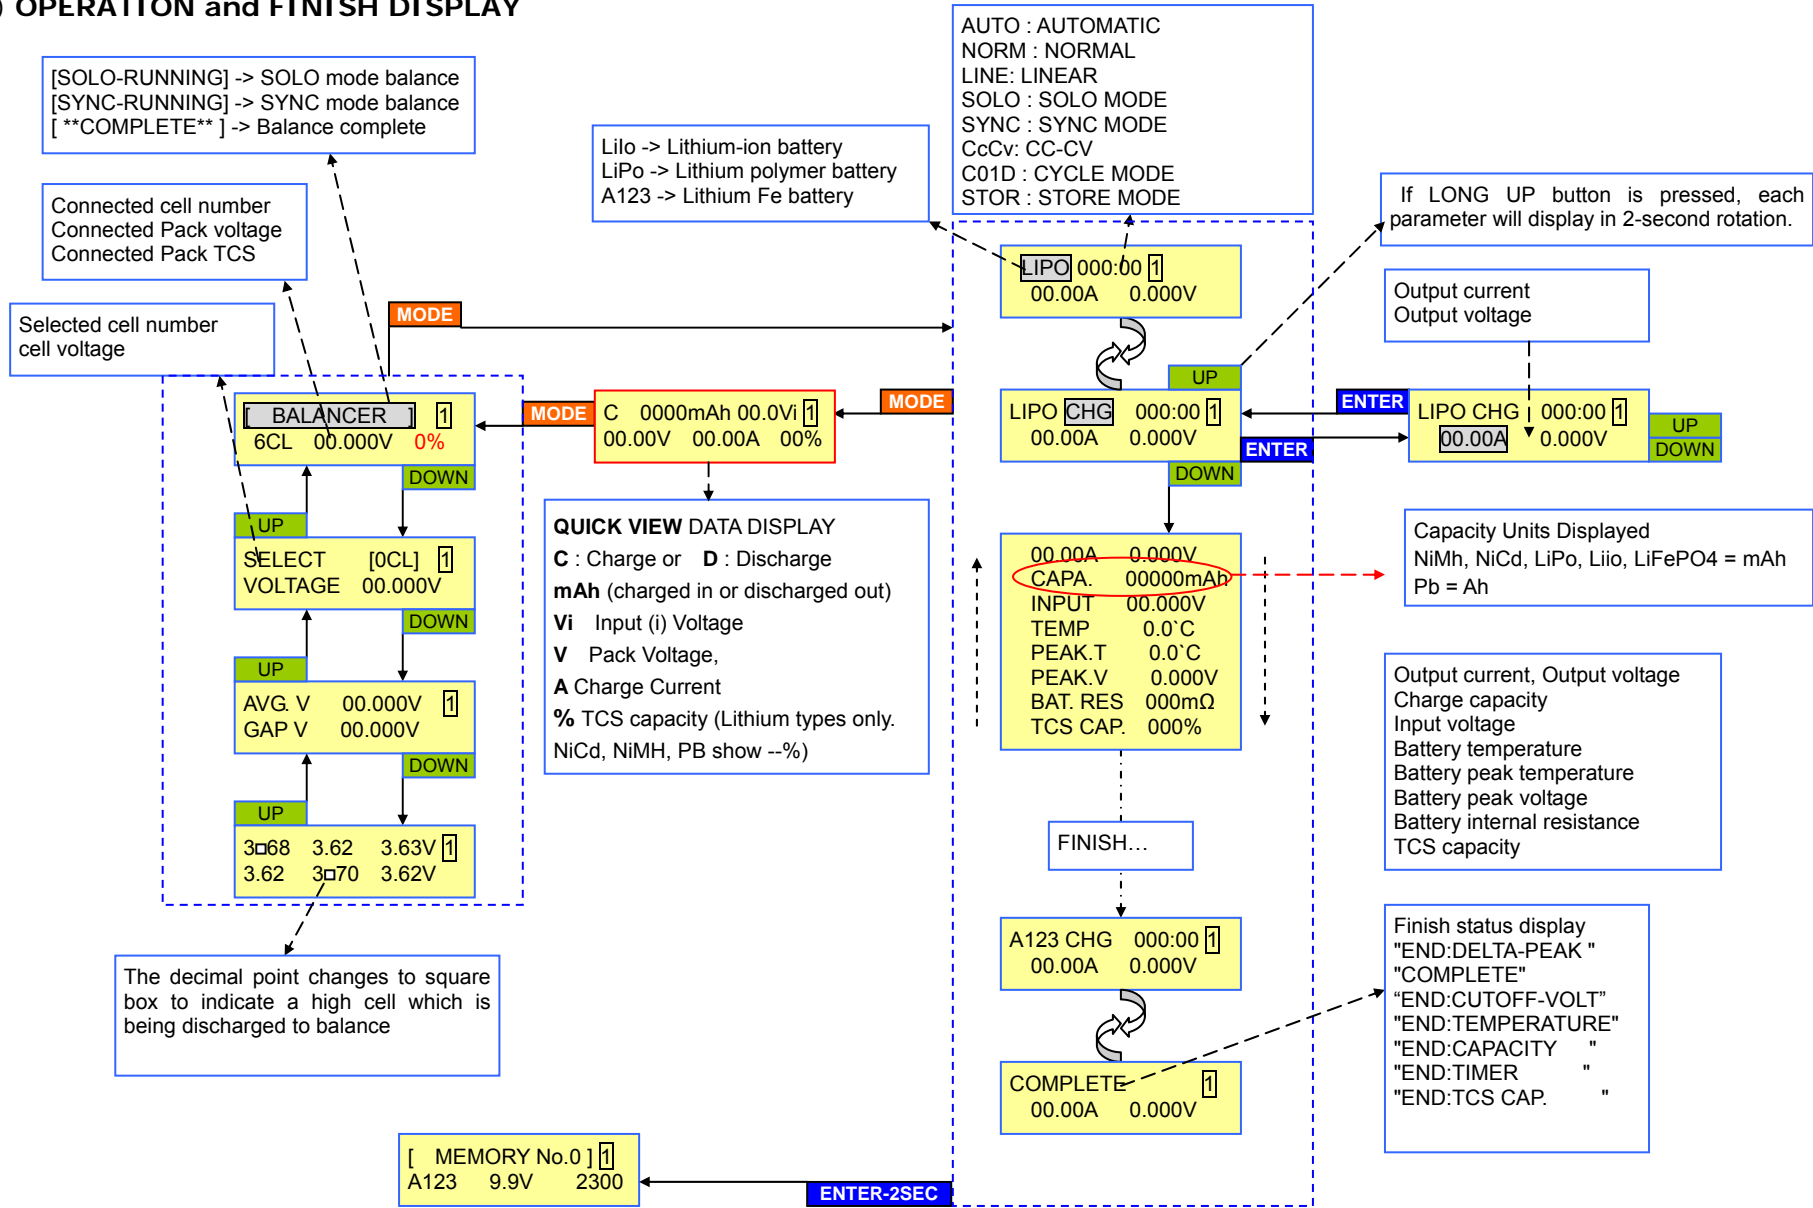 ) OPERATION and FINISH DISPLAY
[SOLO-RUNNING] -> SOLO mode balance
[SYNC-RUNNING] -> SYNC mode balance
[ **COMPLETE** ] -> Balance complete
Connected cell number
Connected Pack voltage
Connected Pack TCS
Selected cell number
cell voltage
LiIo -> Lithium-ion battery
LiPo -> Lithium polymer battery
A123 -> Lithium Fe battery
AUTO : AUTOMATIC
NORM : NORMAL
LINE: LINEAR
SOLO : SOLO MODE
SYNC : SYNC MODE
CcCv: CC-CV
C01D : CYCLE MODE
STOR : STORE MODE
If LONG UP button is pressed, each
parameter will display in 2-second rotation.
Output current
Output voltage
MODE
LIPO 000:00 1
00.00A 0.000V
[ BALANCER ] 1
6CL 00.000V 0%
MODE
C 0000mAh 00.0Vi 1
00.00V 00.00A 00%
MODE
UP
LIPO CHG 000:00 1
00.00A 0.000V
DOWN
ENTER
ENTER
LIPO CHG 000:00 1
00.00A 0.000V
UP
DOWN
DOWN
UP
SELECT [0CL] 1
VOLTAGE 00.000V
DOWN
UP
AVG. V 00.000V 1
GAP V 00.000V
DOWN
UP
3□68 3.62 3.63V 1
3.62 3□70 3.62V
The decimal point changes to square
box to indicate a high cell which is
being discharged to balance
QUICK VIEW DATA DISPLAY
C : Charge or D : Discharge
mAh (charged in or discharged out)
Vi Input (i) Voltage
V Pack Voltage,
A Charge Current
% TCS capacity (Lithium types only.
NiCd, NiMH, PB show --%)
00.00A 0.000V
CAPA. 00000mAh
INPUT 00.000V
TEMP 0.0`C
PEAK.T 0.0`C
PEAK.V 0.000V
BAT. RES 000mΩ
TCS CAP. 000%
Capacity Units Displayed
NiMh, NiCd, LiPo, Liio, LiFePO4 = mAh
Pb = Ah
Output current, Output voltage
Charge capacity
Input voltage
Battery temperature
Battery peak temperature
Battery peak voltage
Battery internal resistance
TCS capacity
FINISH…
A123 CHG 000:00 1
00.00A 0.000V
COMPLETE 1
00.00A 0.000V
Finish status display
"END:DELTA-PEAK "
"COMPLETE"
“END:CUTOFF-VOLT”
"END:TEMPERATURE"
"END:CAPACITY "
"END:TIMER "
"END:TCS CAP. "
[ MEMORY No.0 ] 1
A123 9.9V 2300
ENTER-2SEC